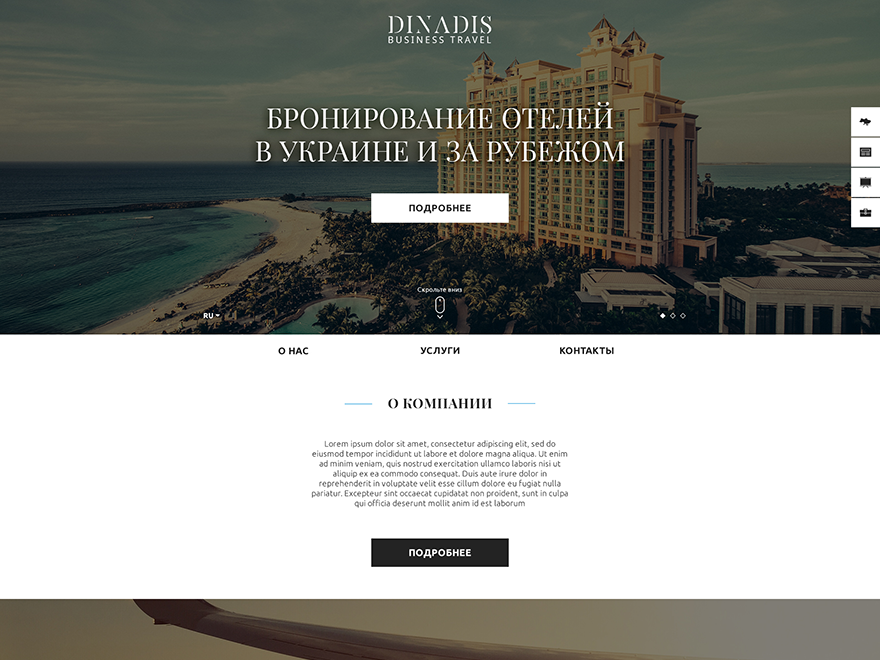 DINADIS
BUSINESS TRAVEL
БРОНИРОВАНИЕ ОТЕЛЕЙ
В УКРАИНЕ И ЗА РУБЕЖОМ
ПОДРОБНЕЕ
Скрольте вниз
RU
О НАС
УСЛУГИ
КОНТАКТЫ
О КОМПАНИИ
Lorem ipsum dolor sit amet, consectetur adipiscing elit, sed do
eiusmod tempor incididunt ut labore et dolore magna aliqua. Ut enim
ad minim veniam, quis nostrud exercitation ullamco laboris nisi ut
aliquip ex ea commodo consequat. Duis aute irure dolor in
reprehenderit in voluptate velit esse cillum dolore eu fugiat nulla
pariatur. Excepteur sint occaecat cupidatat non proident, sunt in culpa
qui officia deserunt mollit anim id est laborum
ПОДРОБНЕЕ